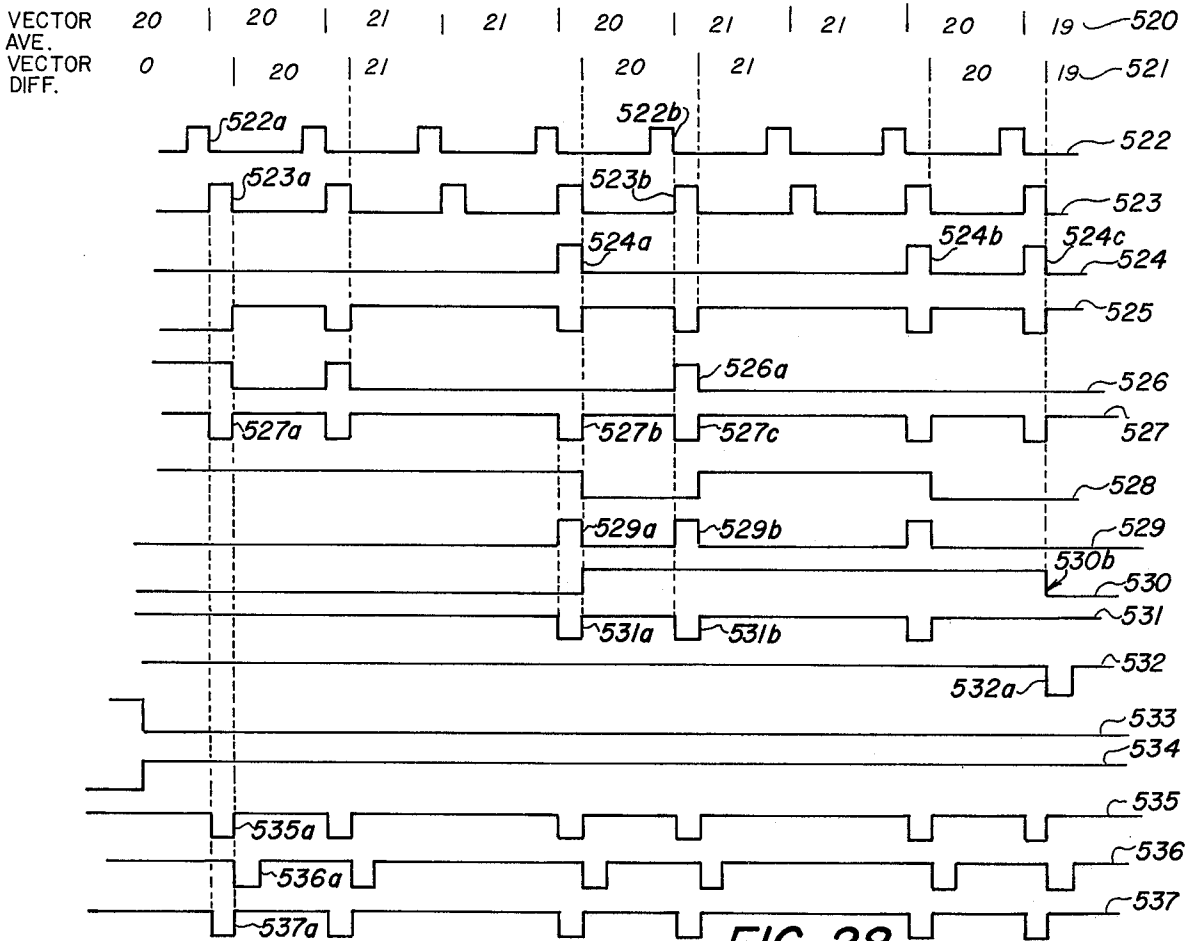 VECTOR AVE. 20 | 20 | 21 | 21 | 20 | 21 | 21 | 20 | 19 520
VECTOR DIFF. 0 | 20 | 21 | 20 | 21 | 20 | 19 521
522a 522b 522
523a 523b 523
524a 524b 524c 524
525
526a 526
527a 527b 527c 527
528
529a 529b 529
530b 530
531a 531b 531
532a 532
533
534
535a 535
536a 536
537a 537